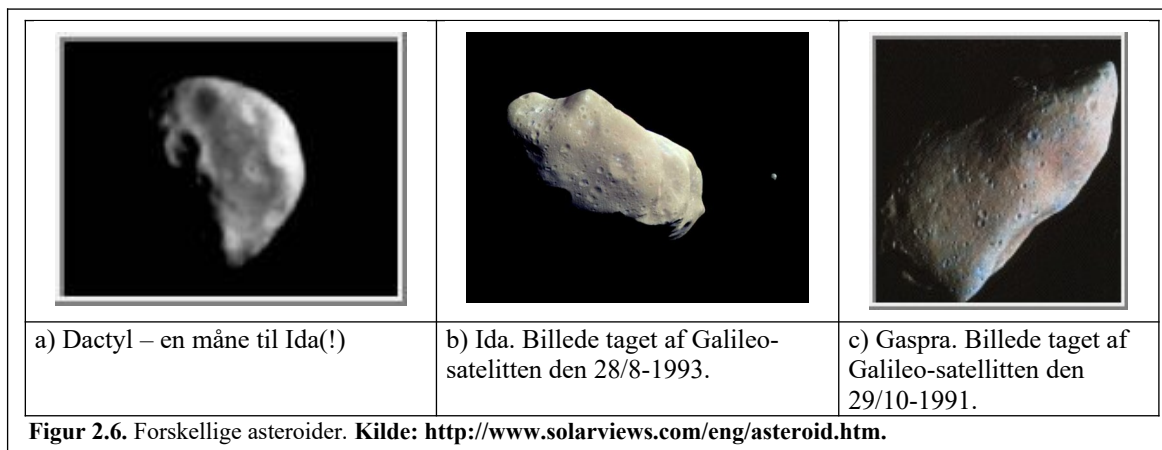 a) Dactyl – en måne til Ida(!)
b) Ida. Billede taget af Galileo-
satelitten den 28/8-1993.
c) Gaspra. Billede taget af
Galileo-satellitten den
29/10-1991.
Figur 2.6. Forskellige asteroider. Kilde: http://www.solarviews.com/eng/asteroid.htm.